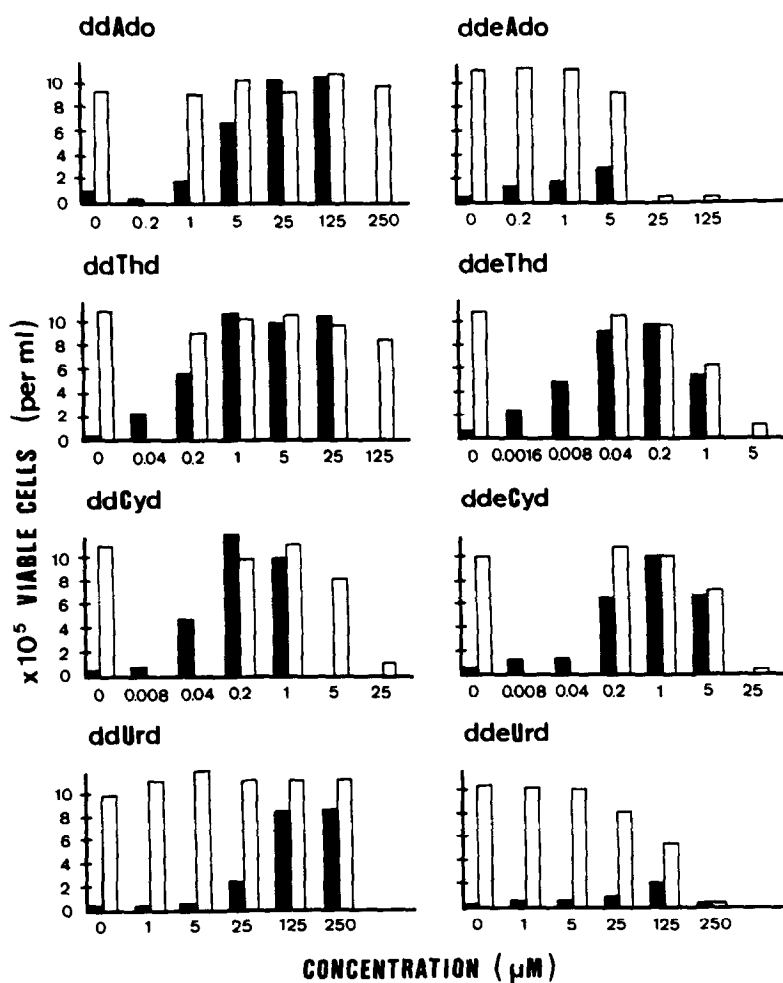 ddAdo
ddeAdo
10
8
6
4
2
0
0 0.2 1 5 25 125 250
0 0.2 1 5 25 125
ddThd
ddeThd
10
8
6
4
2
0
0 0.04 0.2 1 5 25 125
0 0.0016 0.008 0.04 0.2 1 5
ddCyd
ddeCyd
10
8
6
4
2
0
0 0.008 0.04 0.2 1 5 25
0 0.008 0.04 0.2 1 5 25
ddUrd
ddeUrd
10
8
6
4
2
0
0 1 5 25 125 250
0 1 5 25 125 250
x10⁵ VIABLE CELLS (per ml)
CONCENTRATION (µM)